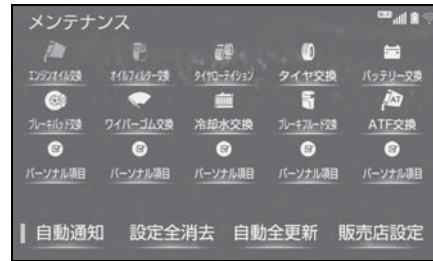 メンテナンス
エンジンオイル交換 オイルフィルター交換 タイヤローテイション タイヤ交換 バッテリー交換
ブレーキパッド交換 ワイパーゴム交換 冷却水交換 ブレーキフルード交換 ATF交換
パーソナル項目 パーソナル項目 パーソナル項目 パーソナル項目 パーソナル項目
自動通知 設定全消去 自動全更新 販売店設定